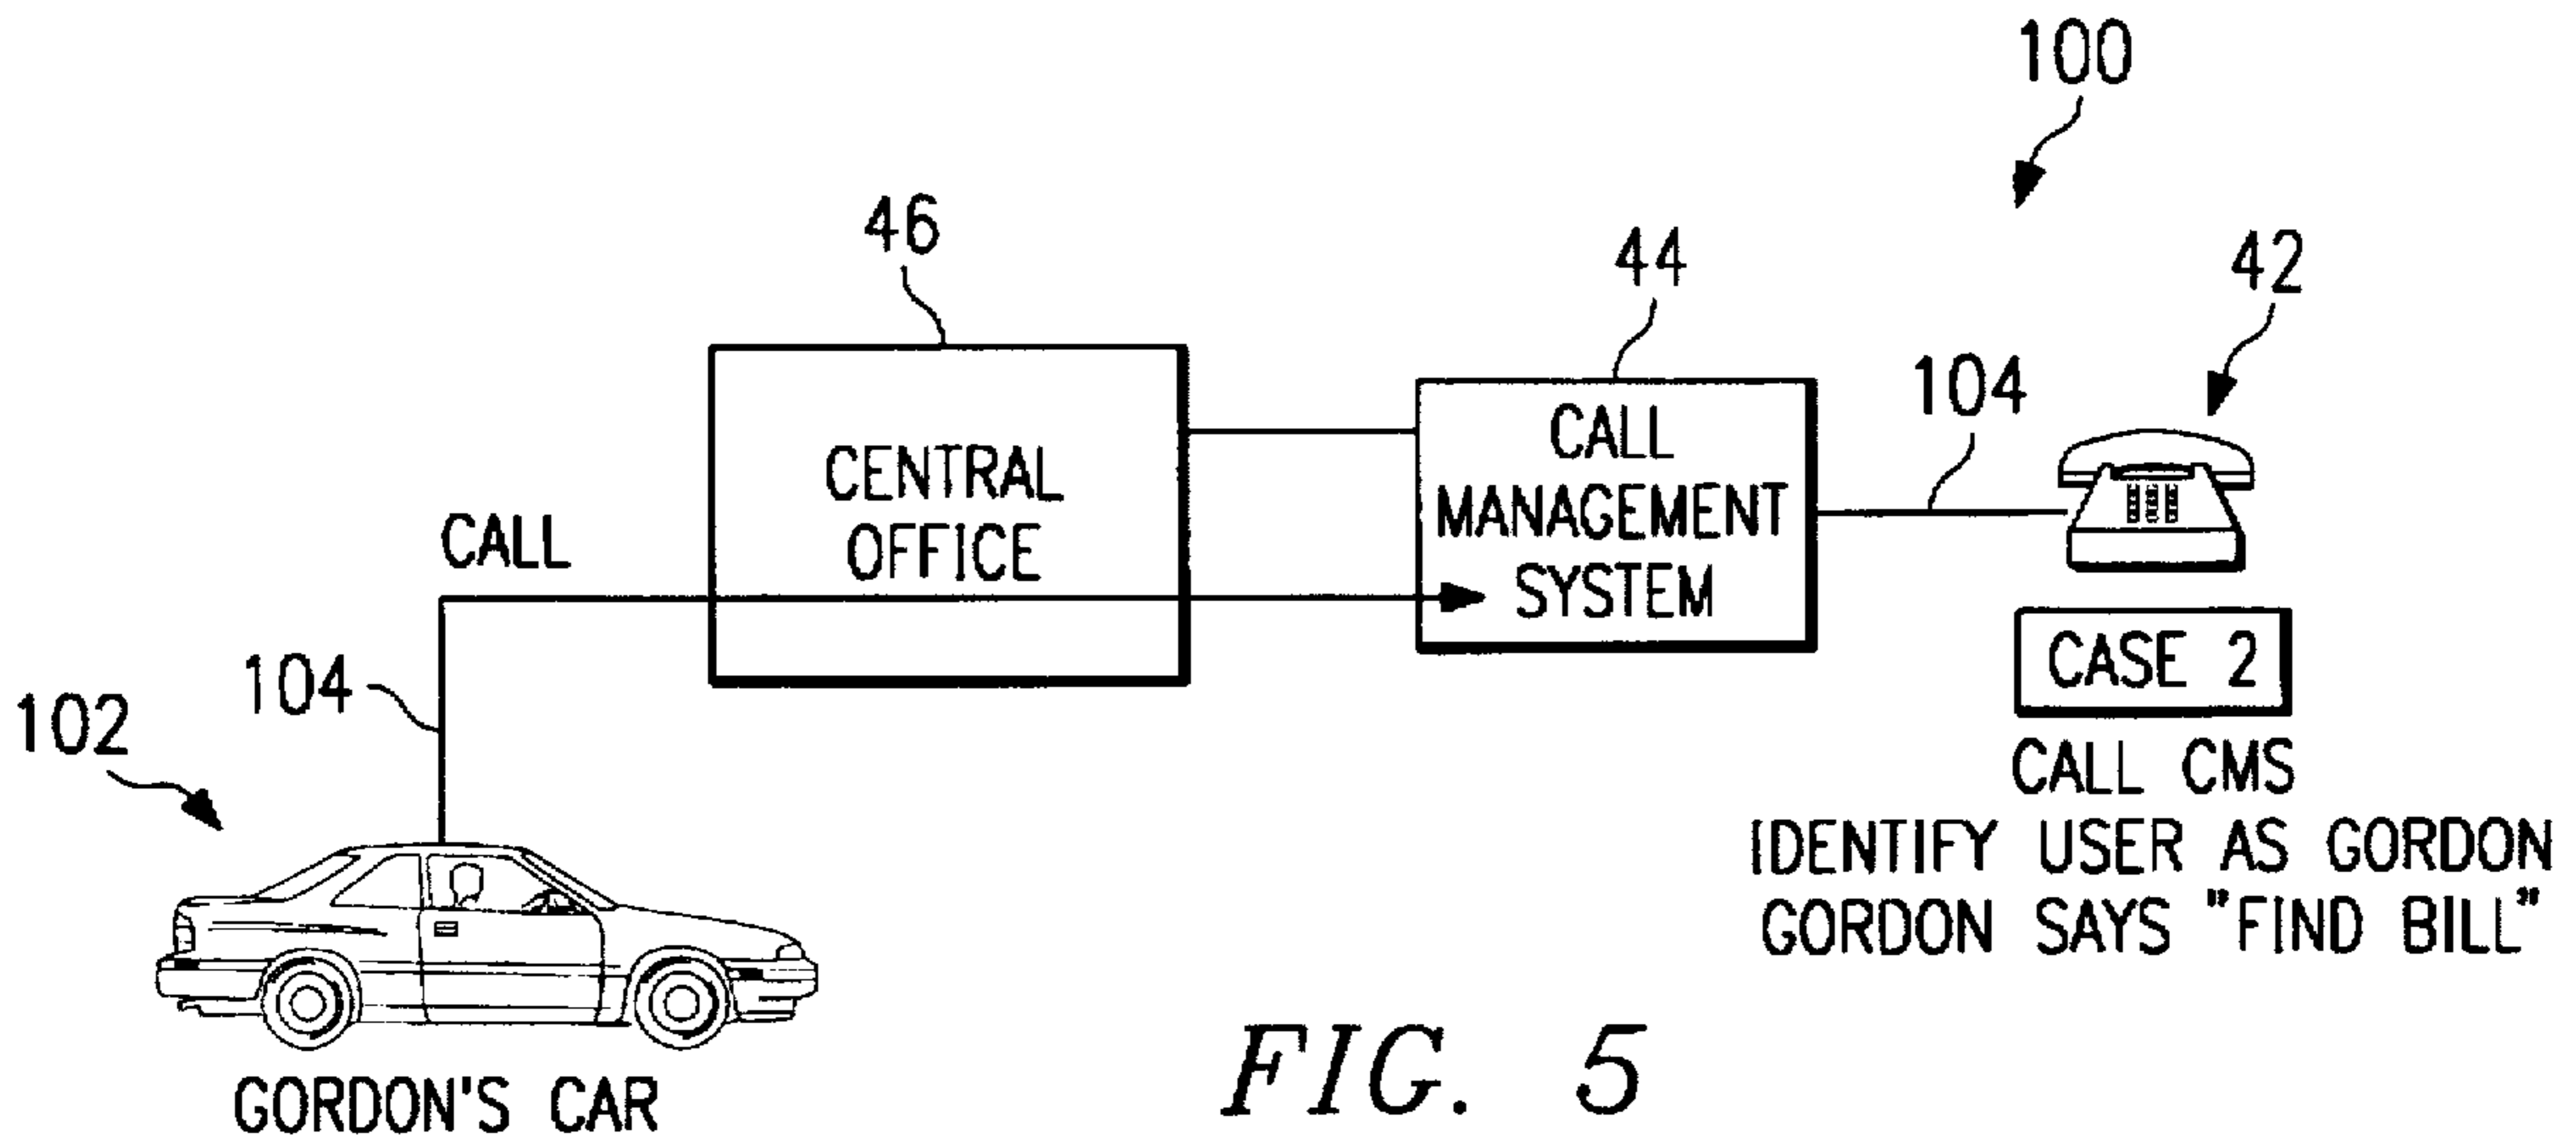 100
46
44
42
104
CENTRAL
OFFICE
CALL
MANAGEMENT
SYSTEM
CALL
104
102
CASE 2
CALL CMS
IDENTIFY USER AS GORDON
GORDON SAYS "FIND BILL"
GORDON'S CAR
FIG. 5